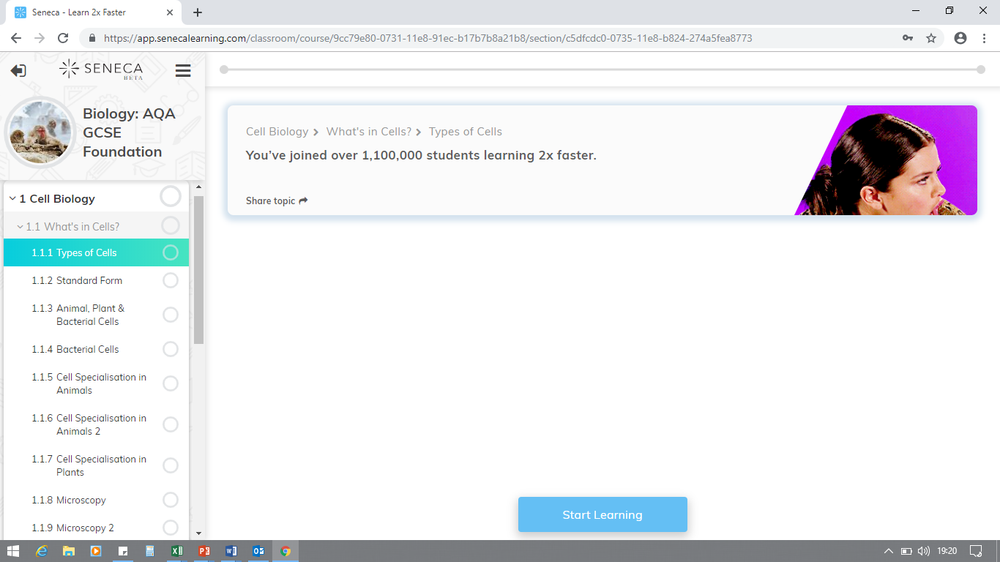 Seneca - Learn 2x Faster
https://app.senecalearning.com/classroom/course/9cc79e80-0731-11e8-91ec-b17b7b8a21b8/section/c5dfcdc0-0735-11e8-b824-274a5fea8773
SENECA
BETA
Biology: AQA
GCSE
Foundation
1 Cell Biology
1.1 What's in Cells?
1.1.1 Types of Cells
1.1.2 Standard Form
1.1.3 Animal, Plant &
Bacterial Cells
1.1.4 Bacterial Cells
1.1.5 Cell Specialisation in
Animals
1.1.6 Cell Specialisation in
Animals 2
1.1.7 Cell Specialisation in
Plants
1.1.8 Microscopy
1.1.9 Microscopy 2
Cell Biology > What's in Cells? > Types of Cells
You’ve joined over 1,100,000 students learning 2x faster.
Share topic
Start Learning
19:20